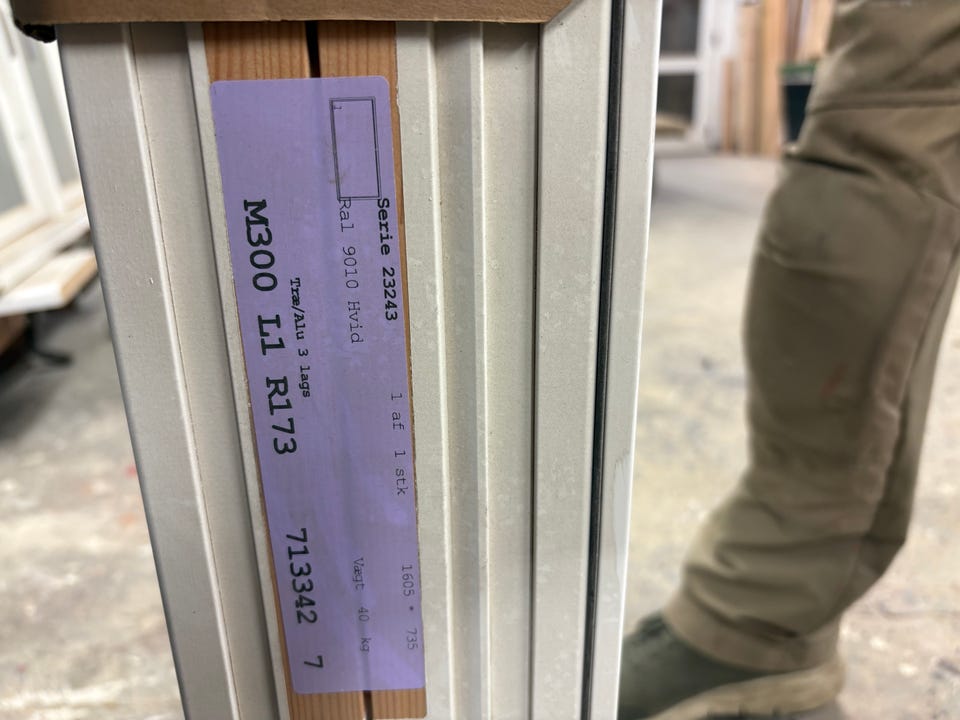 Serie 23243 1 af 1 stk 1605 * 735
Ral 9010 Hvid Vægt 40 kg
Træ/Alu 3 lags
M300 L1 R173 713342 7